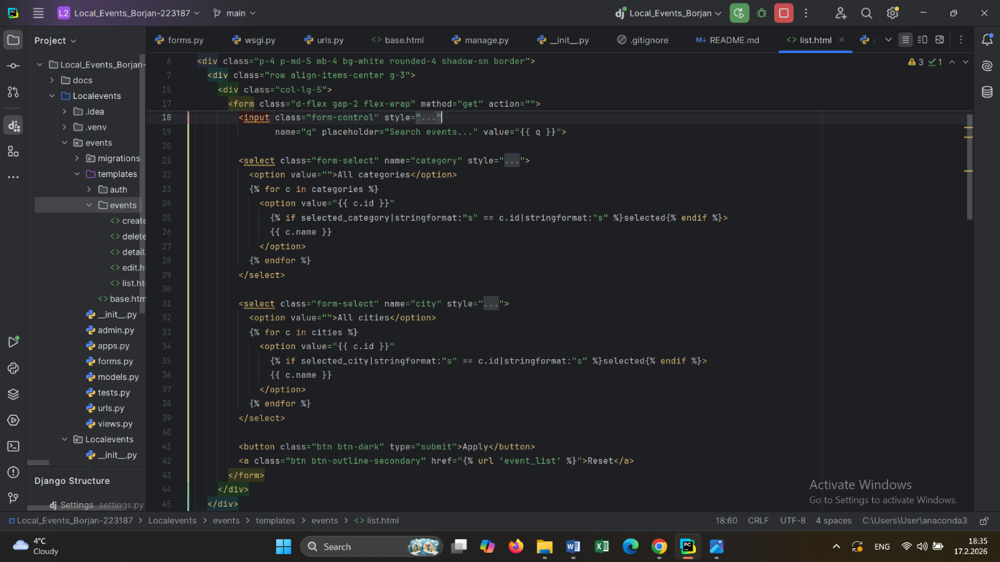 L2 Local_Events_Borjan-223187 main dj Local_Events_Borjan
Project forms.py wsgi.py urls.py base.html manage.py __init__.py .gitignore M↓ README.md list.html
Local_Events_Borjan-
docs
Localevents
.idea
.venv
events
migrations
templates
auth
events
create
delete
detail.
edit.h
list.ht
base.htm
__init__.py
admin.py
apps.py
forms.py
models.py
tests.py
urls.py
views.py
Localevents
__init__.py
Django Structure
dj Settings settings.py
3 1
6 <div class="p-4 p-md-5 mb-4 bg-white rounded-4 shadow-sm border">
7 <div class="row align-items-center g-3">
15 <div class="col-lg-5">
17 <form class="d-flex gap-2 flex-wrap" method="get" action="">
18 <input class="form-control" style="..."
19 name="q" placeholder="Search events..." value="{{ q }}">
20
21 <select class="form-select" name="category" style="...">
22 <option value="">All categories</option>
23 {% for c in categories %}
24 <option value="{{ c.id }}"
25 {% if selected_category|stringformat:"s" == c.id|stringformat:"s" %}selected{% endif %}>
26 {{ c.name }}
27 </option>
28 {% endfor %}
29 </select>
30
31 <select class="form-select" name="city" style="...">
32 <option value="">All cities</option>
33 {% for c in cities %}
34 <option value="{{ c.id }}"
35 {% if selected_city|stringformat:"s" == c.id|stringformat:"s" %}selected{% endif %}>
36 {{ c.name }}
37 </option>
38 {% endfor %}
39 </select>
40
41 <button class="btn btn-dark" type="submit">Apply</button>
42 <a class="btn btn-outline-secondary" href="{% url 'event_list' %}">Reset</a>
43 </form>
44 </div>
45 </div>
Activate Windows
Go to Settings to activate Windows.
Local_Events_Borjan-223187 > Localevents > events > templates > events > list.html 18:60 CRLF UTF-8 4 spaces C:\Users\User\anaconda3
4°C
Cloudy
Search
ENG
18:35
17.2.2026